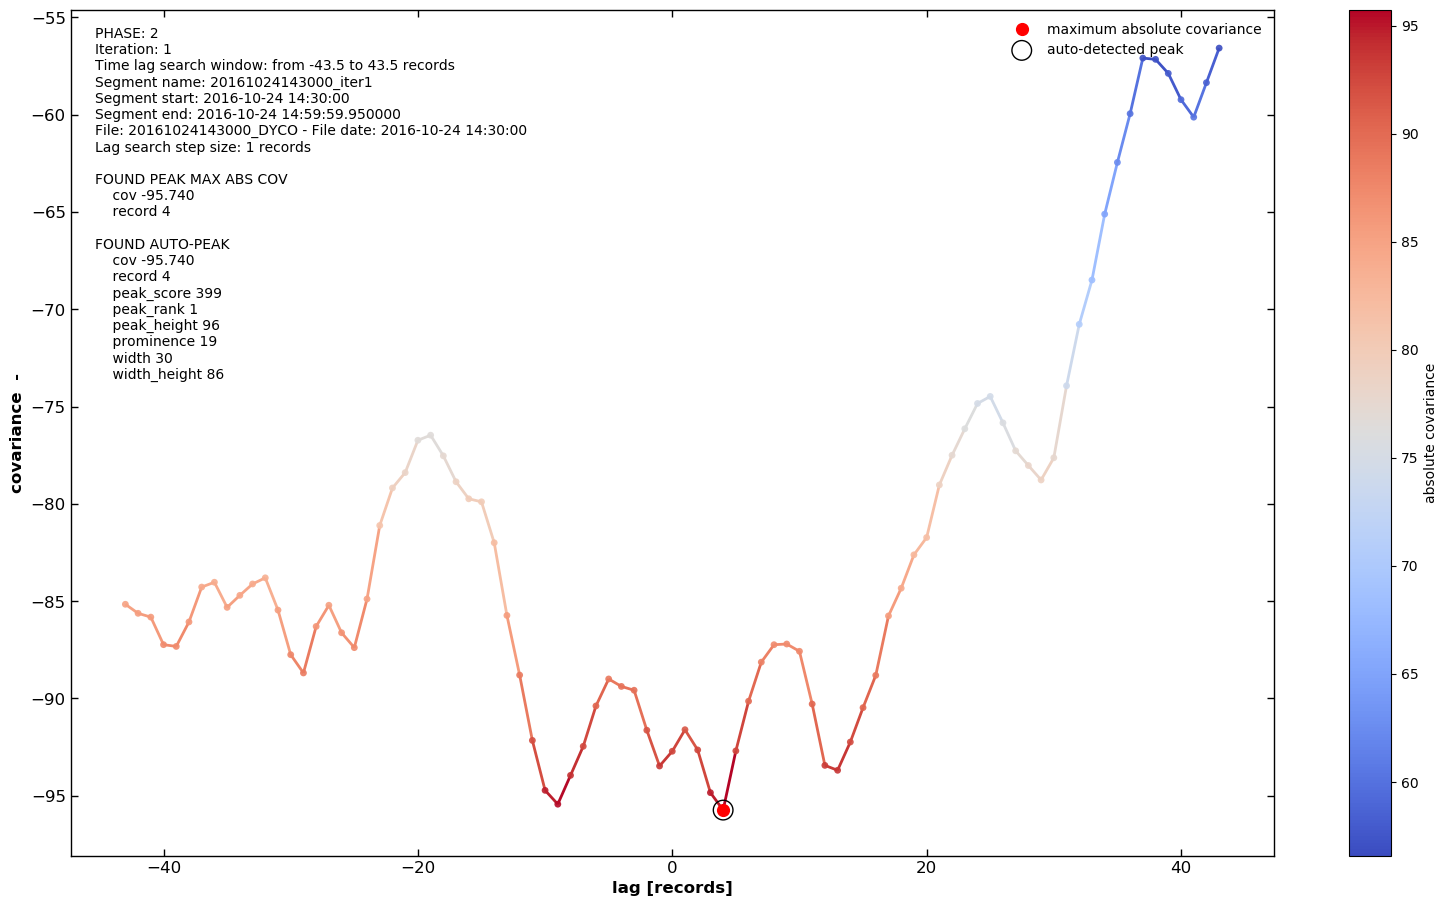 PHASE: 2
Iteration: 1
Time lag search window: from -43.5 to 43.5 records
Segment name: 20161024143000_iter1
Segment start: 2016-10-24 14:30:00
Segment end: 2016-10-24 14:59:59.950000
File: 20161024143000_DYCO - File date: 2016-10-24 14:30:00
Lag search step size: 1 records
FOUND PEAK MAX ABS COV
cov -95.740
record 4
FOUND AUTO-PEAK
cov -95.740
record 4
peak_score 399
peak_rank 1
peak_height 96
prominence 19
width 30
width_height 86
maximum absolute covariance
auto-detected peak
−55
−60
−65
−70
−75
−80
−85
−90
−95
covariance  -
−40
−20
0
20
40
lag [records]
95
90
85
80
75
70
65
60
absolute covariance